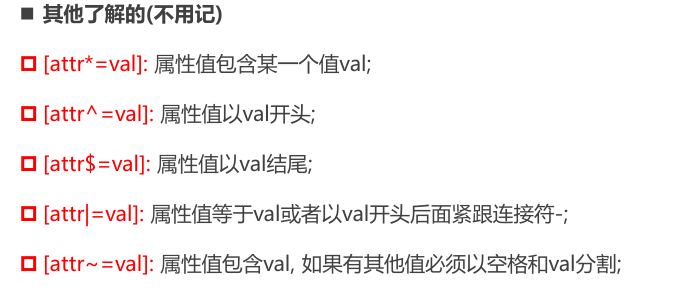 其他了解的(不用记)
[attr*=val]: 属性值包含某一个值val;
[attr^=val]: 属性值以val开头;
[attr$=val]: 属性值以val结尾;
[attr|=val]: 属性值等于val或者以val开头后面紧跟连接符-;
[attr~=val]: 属性值包含val, 如果有其他值必须以空格和val分割;